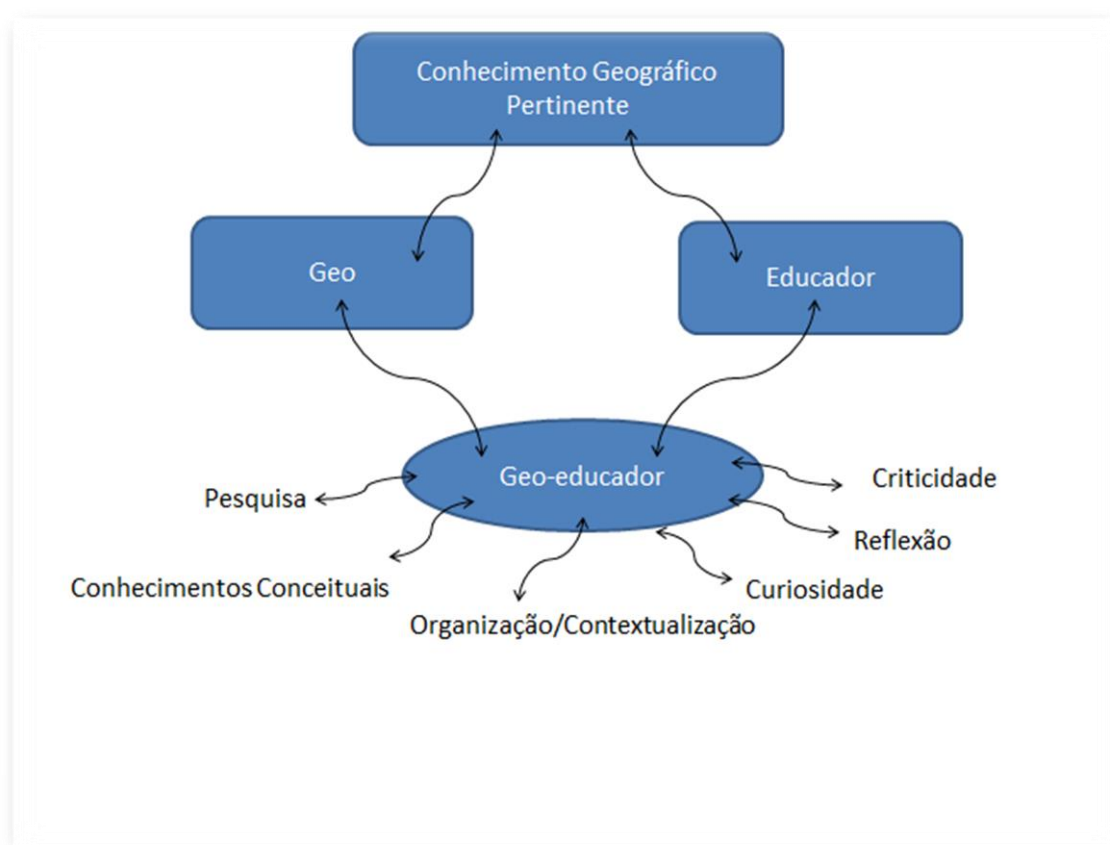 Conhecimento Geográfico
Pertinente
Geo
Educador
Geo-educador
Criticidade
Pesquisa
Reflexão
Conhecimentos Conceituais
Curiosidade
Organização/Contextualização